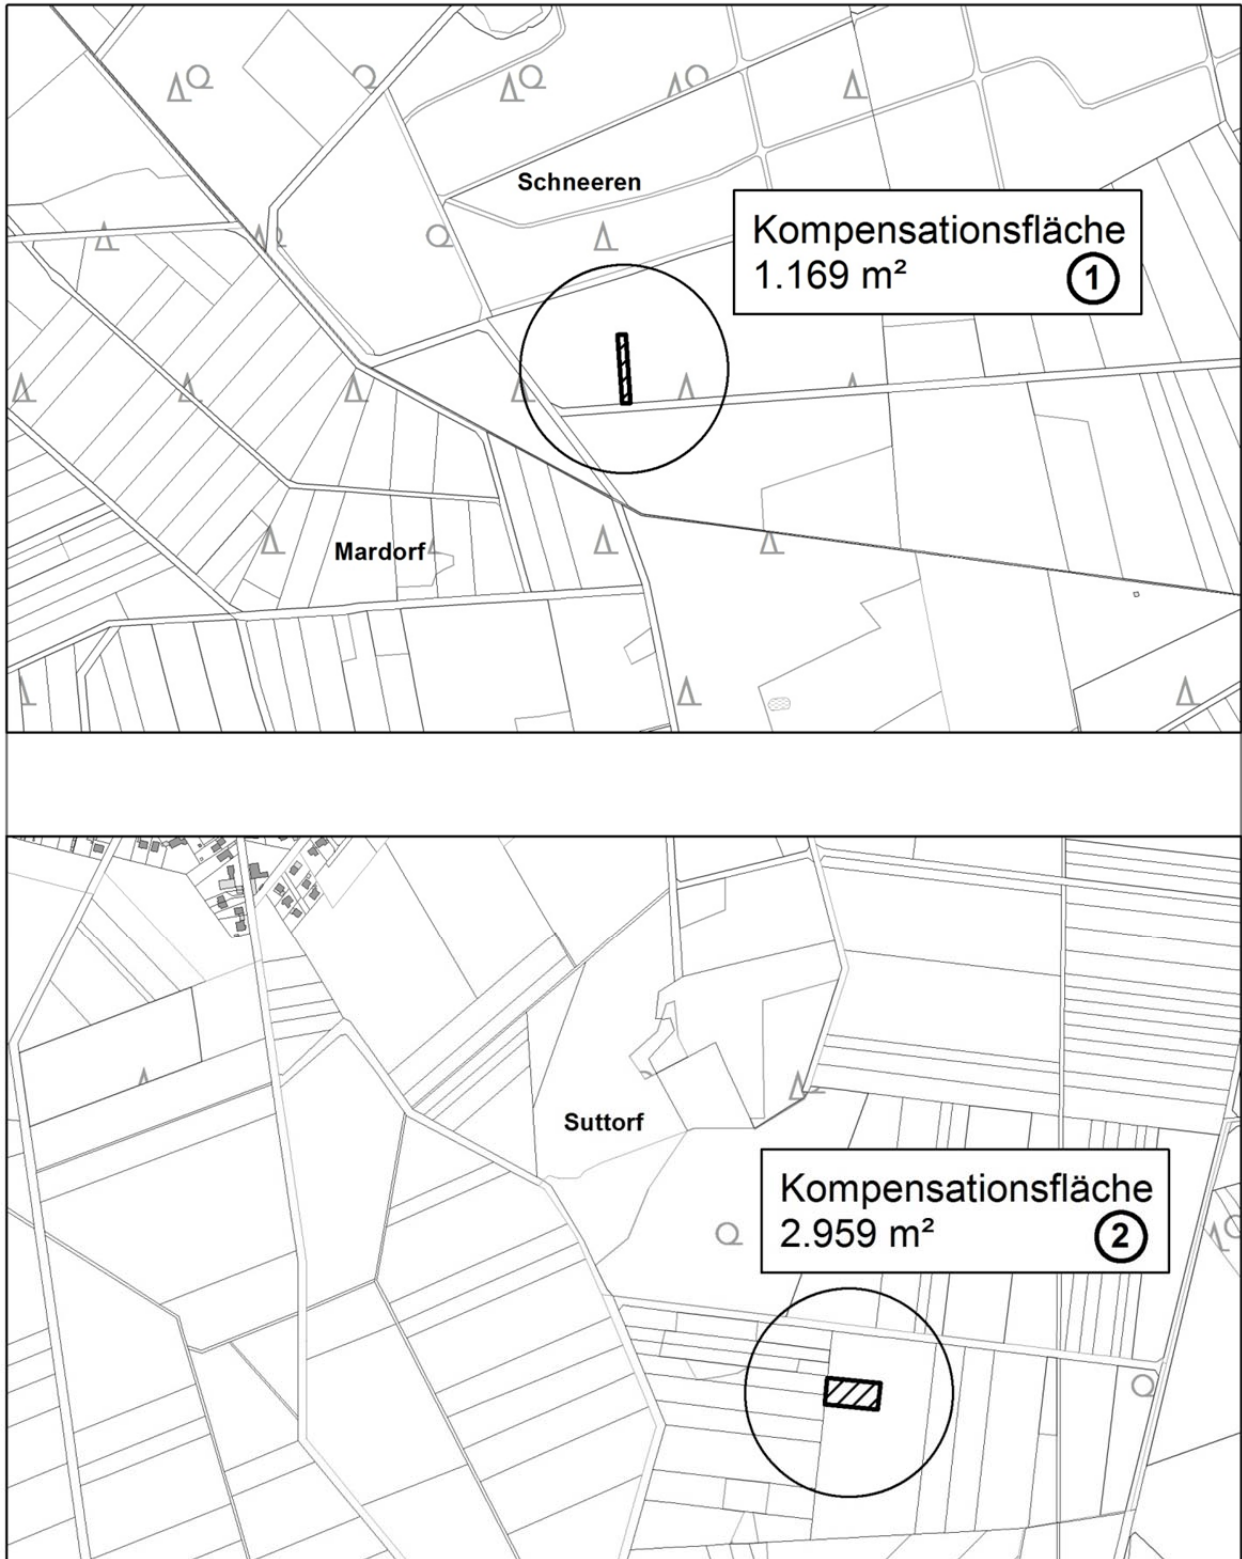 Schneeren
Kompensationsfläche
1.169 m² 1
Mardorf
Suttorf
Kompensationsfläche
2.959 m² 2